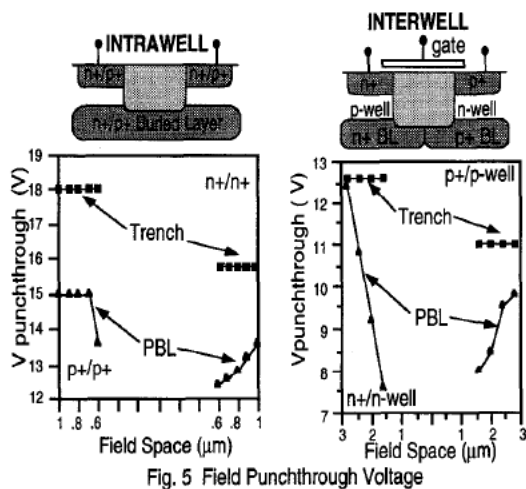 INTRAWELL
n+/p+ n+/p+
n+/p+ Buried Layer
INTERWELL
gate
n+ p+
p-well n-well
n+ BL p+ BL
V punchthrough (V)
19
18
17
16
15
14
13
12
n+/n+
Trench
PBL
p+/p+
1 .8 .6 .6 .8 1
Field Space (μm)
Vpunchthrough ( V)
13
12
11
10
9
8
7
p+/p-well
Trench
PBL
n+/n-well
3 2 1 1 2 3
Field Space (μm)
Fig. 5 Field Punchthrough Voltage